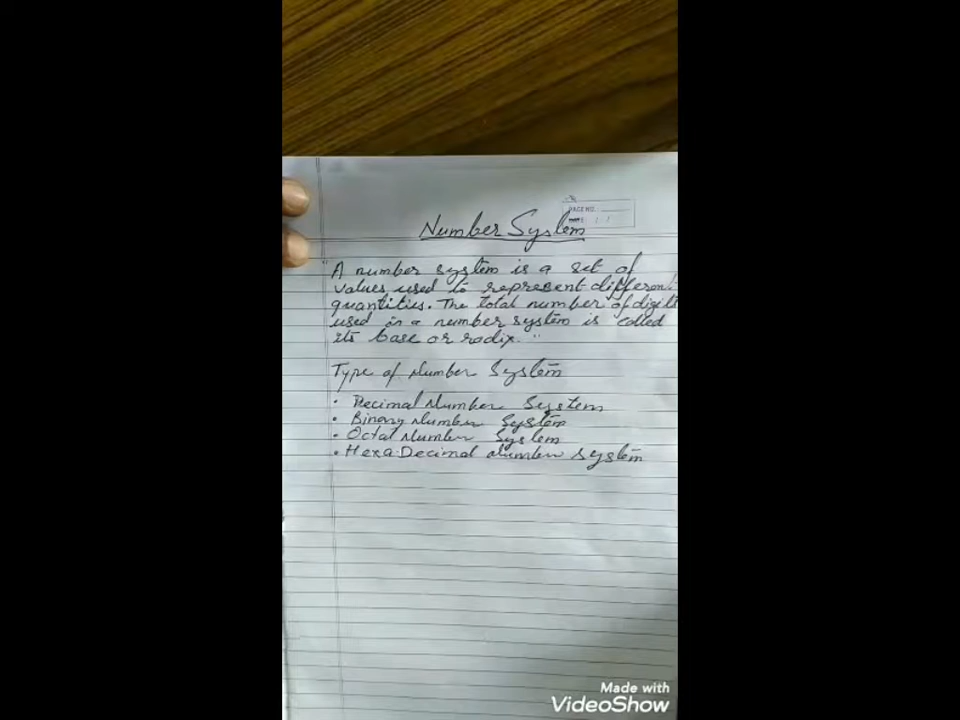 PAGE NO.
Number System
"A number system is a set of
values used to represent different
quantities. The total number of digits
used in a number system is called
its base or radix."
Type of Number System
• Decimal Number System
• Binary Number System
• Octal Number System
• Hexa Decimal Number System
Made with
VideoShow